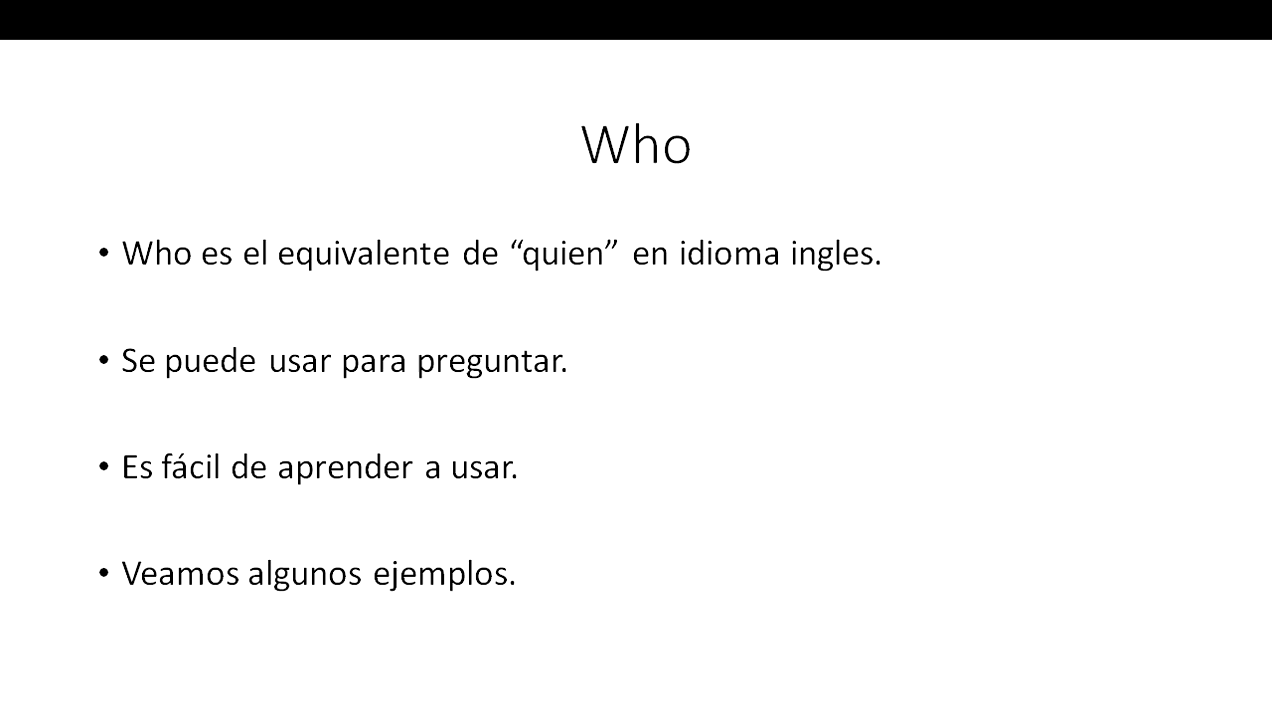 Who
• Who es el equivalente de “quien” en idioma ingles.
• Se puede usar para preguntar.
• Es fácil de aprender a usar.
• Veamos algunos ejemplos.